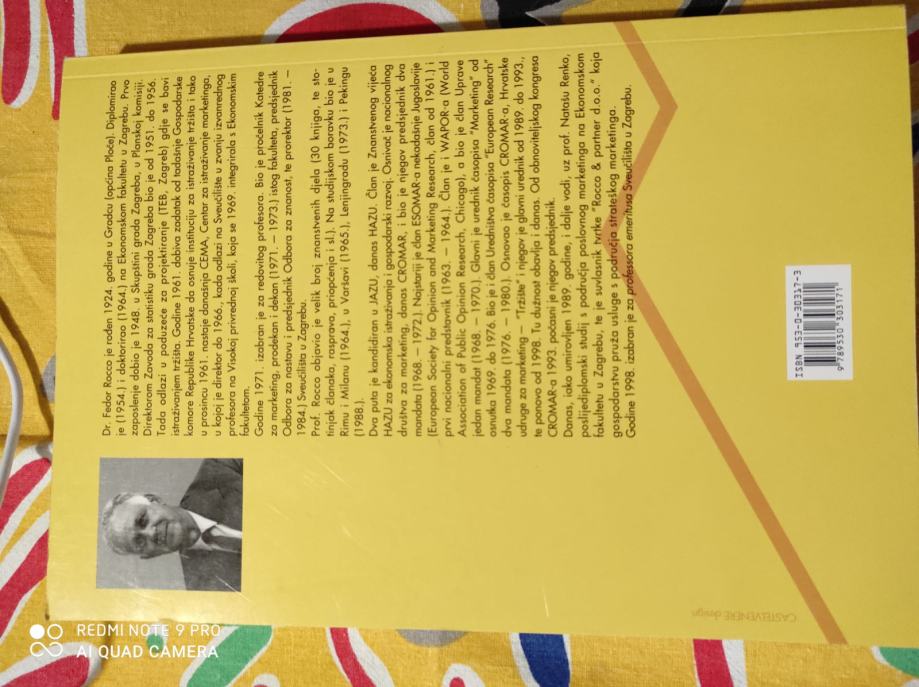 Dr. Fedor Rocco je rođen 1924. godine u Gradcu (općina Ploče). Diplomirao
je (1954.) i doktorirao (1964.) na Ekonomskom fakultetu u Zagrebu. Prvo
zaposlenje dobio je 1948. u Skupštini grada Zagreba, u Planskoj komisiji.
Direktorom Zavoda za statistiku grada Zagreba bio je od 1951. do 1956.
Tada odlazi u poduzeće za projektiranje (TEB, Zagreb) gdje se bavi
istraživanjem tržišta. Godine 1961. dobiva zadatak od tadašnje Gospodarske
komore Republike Hrvatske da osnuje instituciju za istraživanje tržišta i tako
u prosincu 1961. nastaje današnja CEMA, Centar za istraživanje marketinga,
u kojoj je direktor do 1966., kada odlazi na Sveučilište u zvanju izvanrednog
profesora na Visokoj privrednoj školi, koja se 1969. integrirala s Ekonomskim
fakultetom.
Godine 1971. izabran je za redovitog profesora. Bio je pročelnik Katedre
za marketing, prodekan i dekan (1971. – 1973.) istog fakulteta, predsjednik
Odbora za nastavu i predsjednik Odbora za znanost, te prorektor (1981. –
1984.) Sveučilišta u Zagrebu.
Prof. Rocco objavio je velik broj znanstvenih djela (30 knjiga, te sto-
tinjak članaka, rasprava, priopćenja i sl.). Na studijskom boravku bio je u
Rimu i Milanu (1964.), u Varšavi (1965.), Lenjingradu (1973.) i Pekingu
(1988.).
Dva puta je kandidiran u JAZU, danas HAZU. Član je Znanstvenog vijeća
HAZU za ekonomska istraživanja i gospodarski razvoj. Osnivač je nacionalnog
društva za marketing, danas CROMAR, i bio je njegov predsjednik dva
mandata (1968. – 1972.). Najstariji je član ESOMAR-a nekadašnje Jugoslavije
(European Society for Opinion and Marketing Research, član od 1961.) i
prvi nacionalni predstavnik (1963. – 1964.). Član je i WAPOR-a (World
Association of Public Opinion Research, Chicago), a bio je član Uprave
jedan mandat (1968. – 1970.). Glavni je urednik časopisa "Marketing" od
osnutka 1969. do 1976. Bio je i član Uredništva časopisa "European Research"
dva mandata (1976. – 1980.). Osnovao je časopis CROMAR-a, Hrvatske
udruge za marketing – "Tržište" i njegov je glavni urednik od 1989. do 1993.,
te ponovno od 1998. Tu dužnost obavlja i danas. Od obnoviteljskog kongresa
CROMAR-a 1993. počasni je njegov predsjednik.
Danas, iako umirovljen 1989. godine, i dalje vodi, uz prof. Natašu Renko,
poslijediplomski studij s područja poslovnog marketinga na Ekonomskom
fakultetu u Zagrebu, te je suvlasnik tvrtke "Rocco & partner d.o.o." koja
gospodarstvu pruža usluge s područja strateškog marketinga.
Godine 1998. izabran je za professora emeritusa Sveučilišta u Zagrebu.
ISBN 953-0-30317-3
9789530303171
CASTELVENERE design
REDMI NOTE 9 PRO
AI QUAD CAMERA